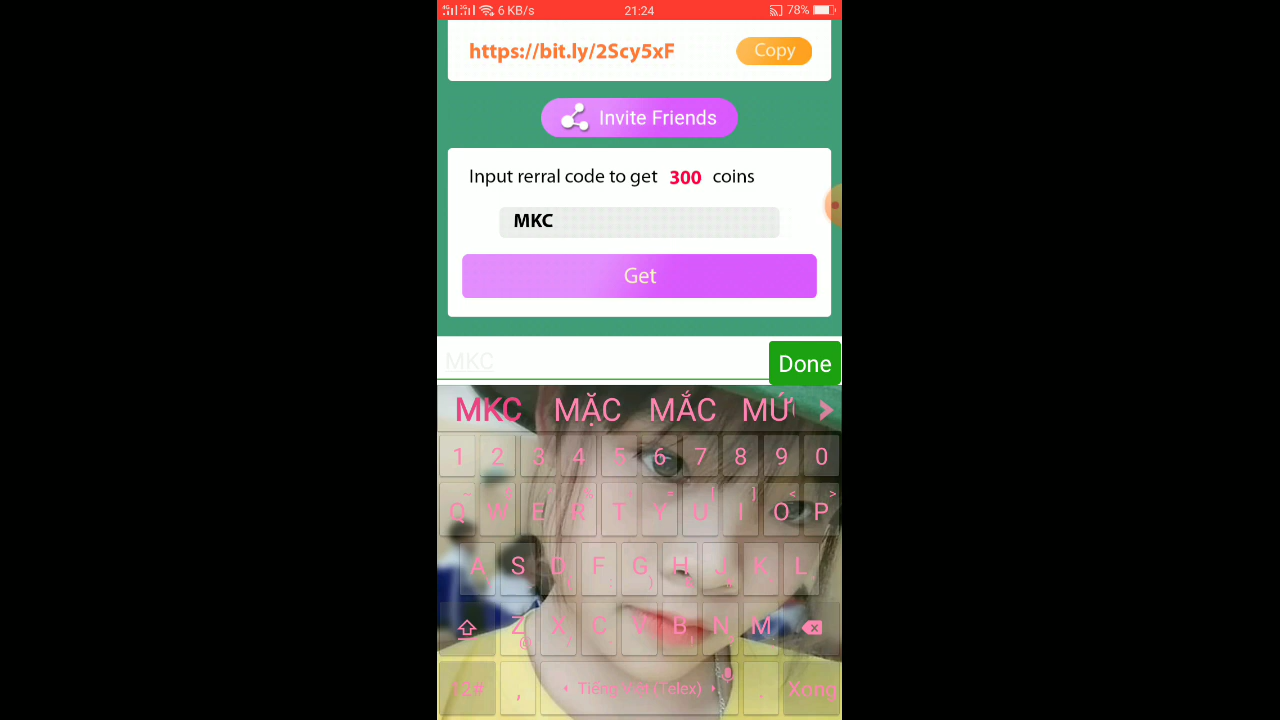 6 KB/s 21:24 78%
https://bit.ly/2Scy5xF Copy
Invite Friends
Input rerral code to get 300 coins
MKC
Get
MKC Done
MKC MẶC MẮC MỨ
1 2 3 4 5 6 7 8 9 0
Q W E R T Y U I O P
A S D F G H J K L
Z X C V B N M
12# , Tiếng Việt (Telex) . Xong